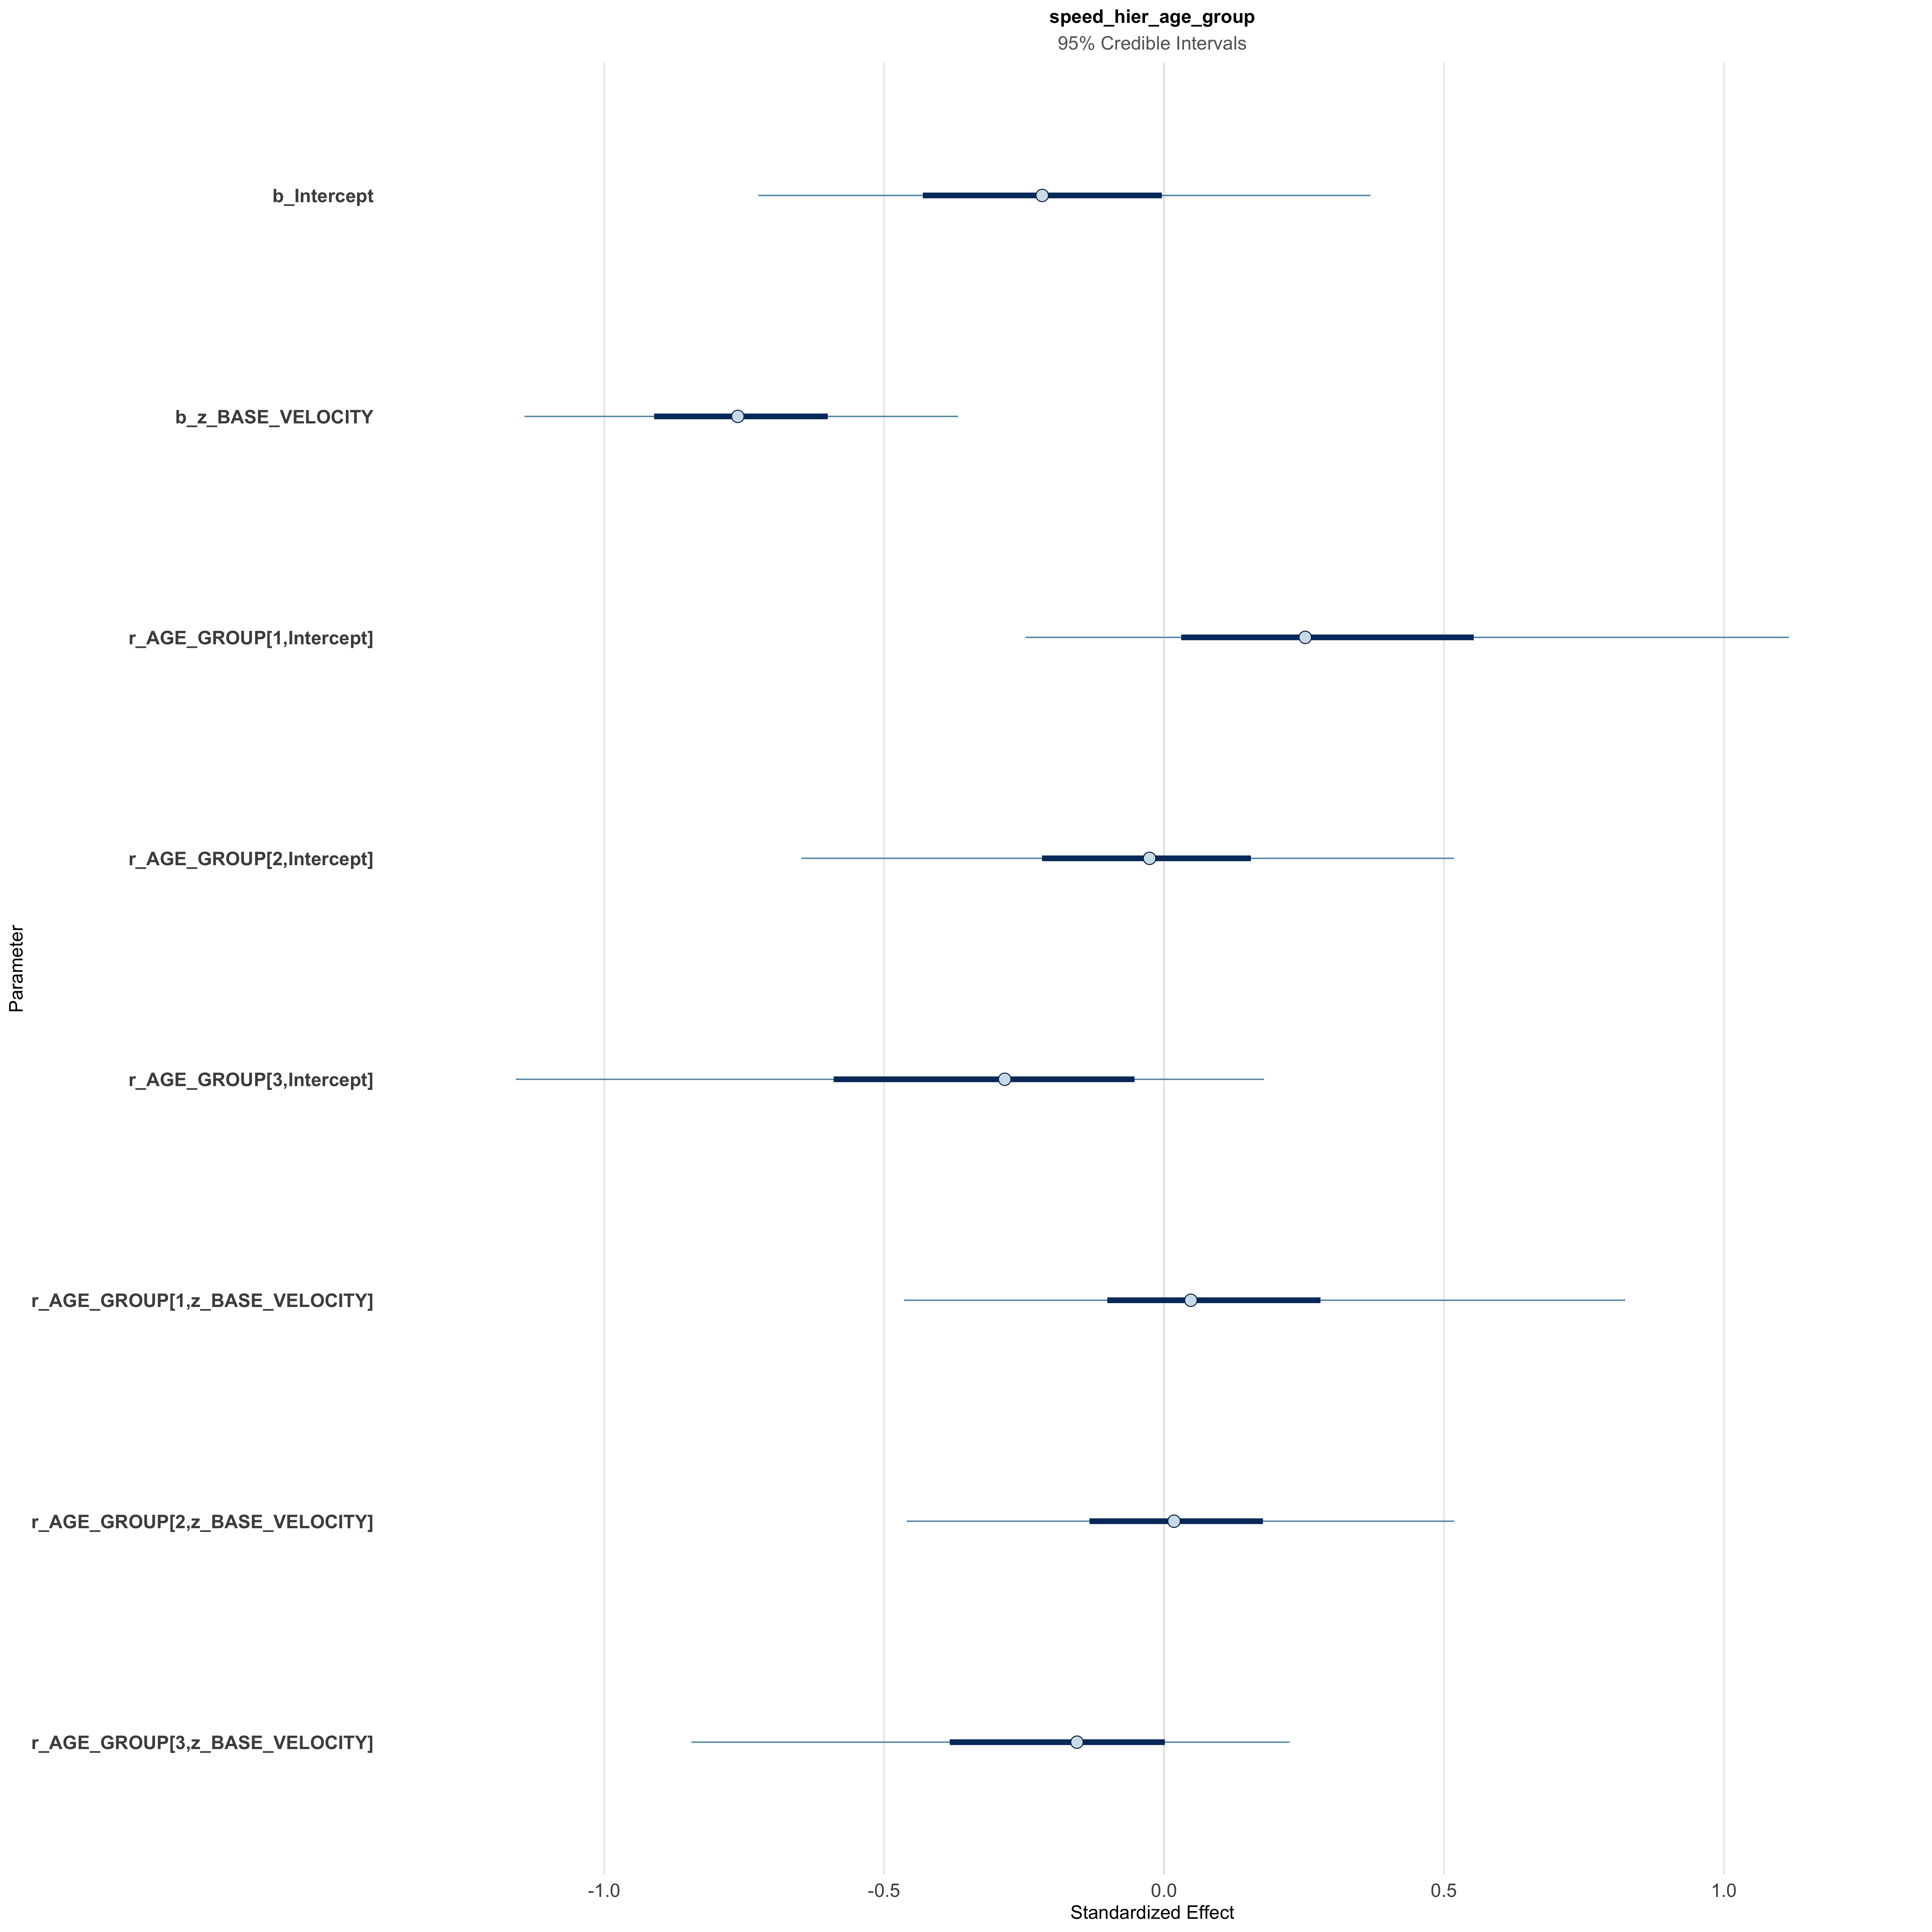 speed_hier_age_group
95% Credible Intervals
b_Intercept
b_z_BASE_VELOCITY
r_AGE_GROUP[1,Intercept]
r_AGE_GROUP[2,Intercept]
Parameter
r_AGE_GROUP[3,Intercept]
r_AGE_GROUP[1,z_BASE_VELOCITY]
r_AGE_GROUP[2,z_BASE_VELOCITY]
r_AGE_GROUP[3,z_BASE_VELOCITY]
-1.0 -0.5 0.0 0.5 1.0
Standardized Effect